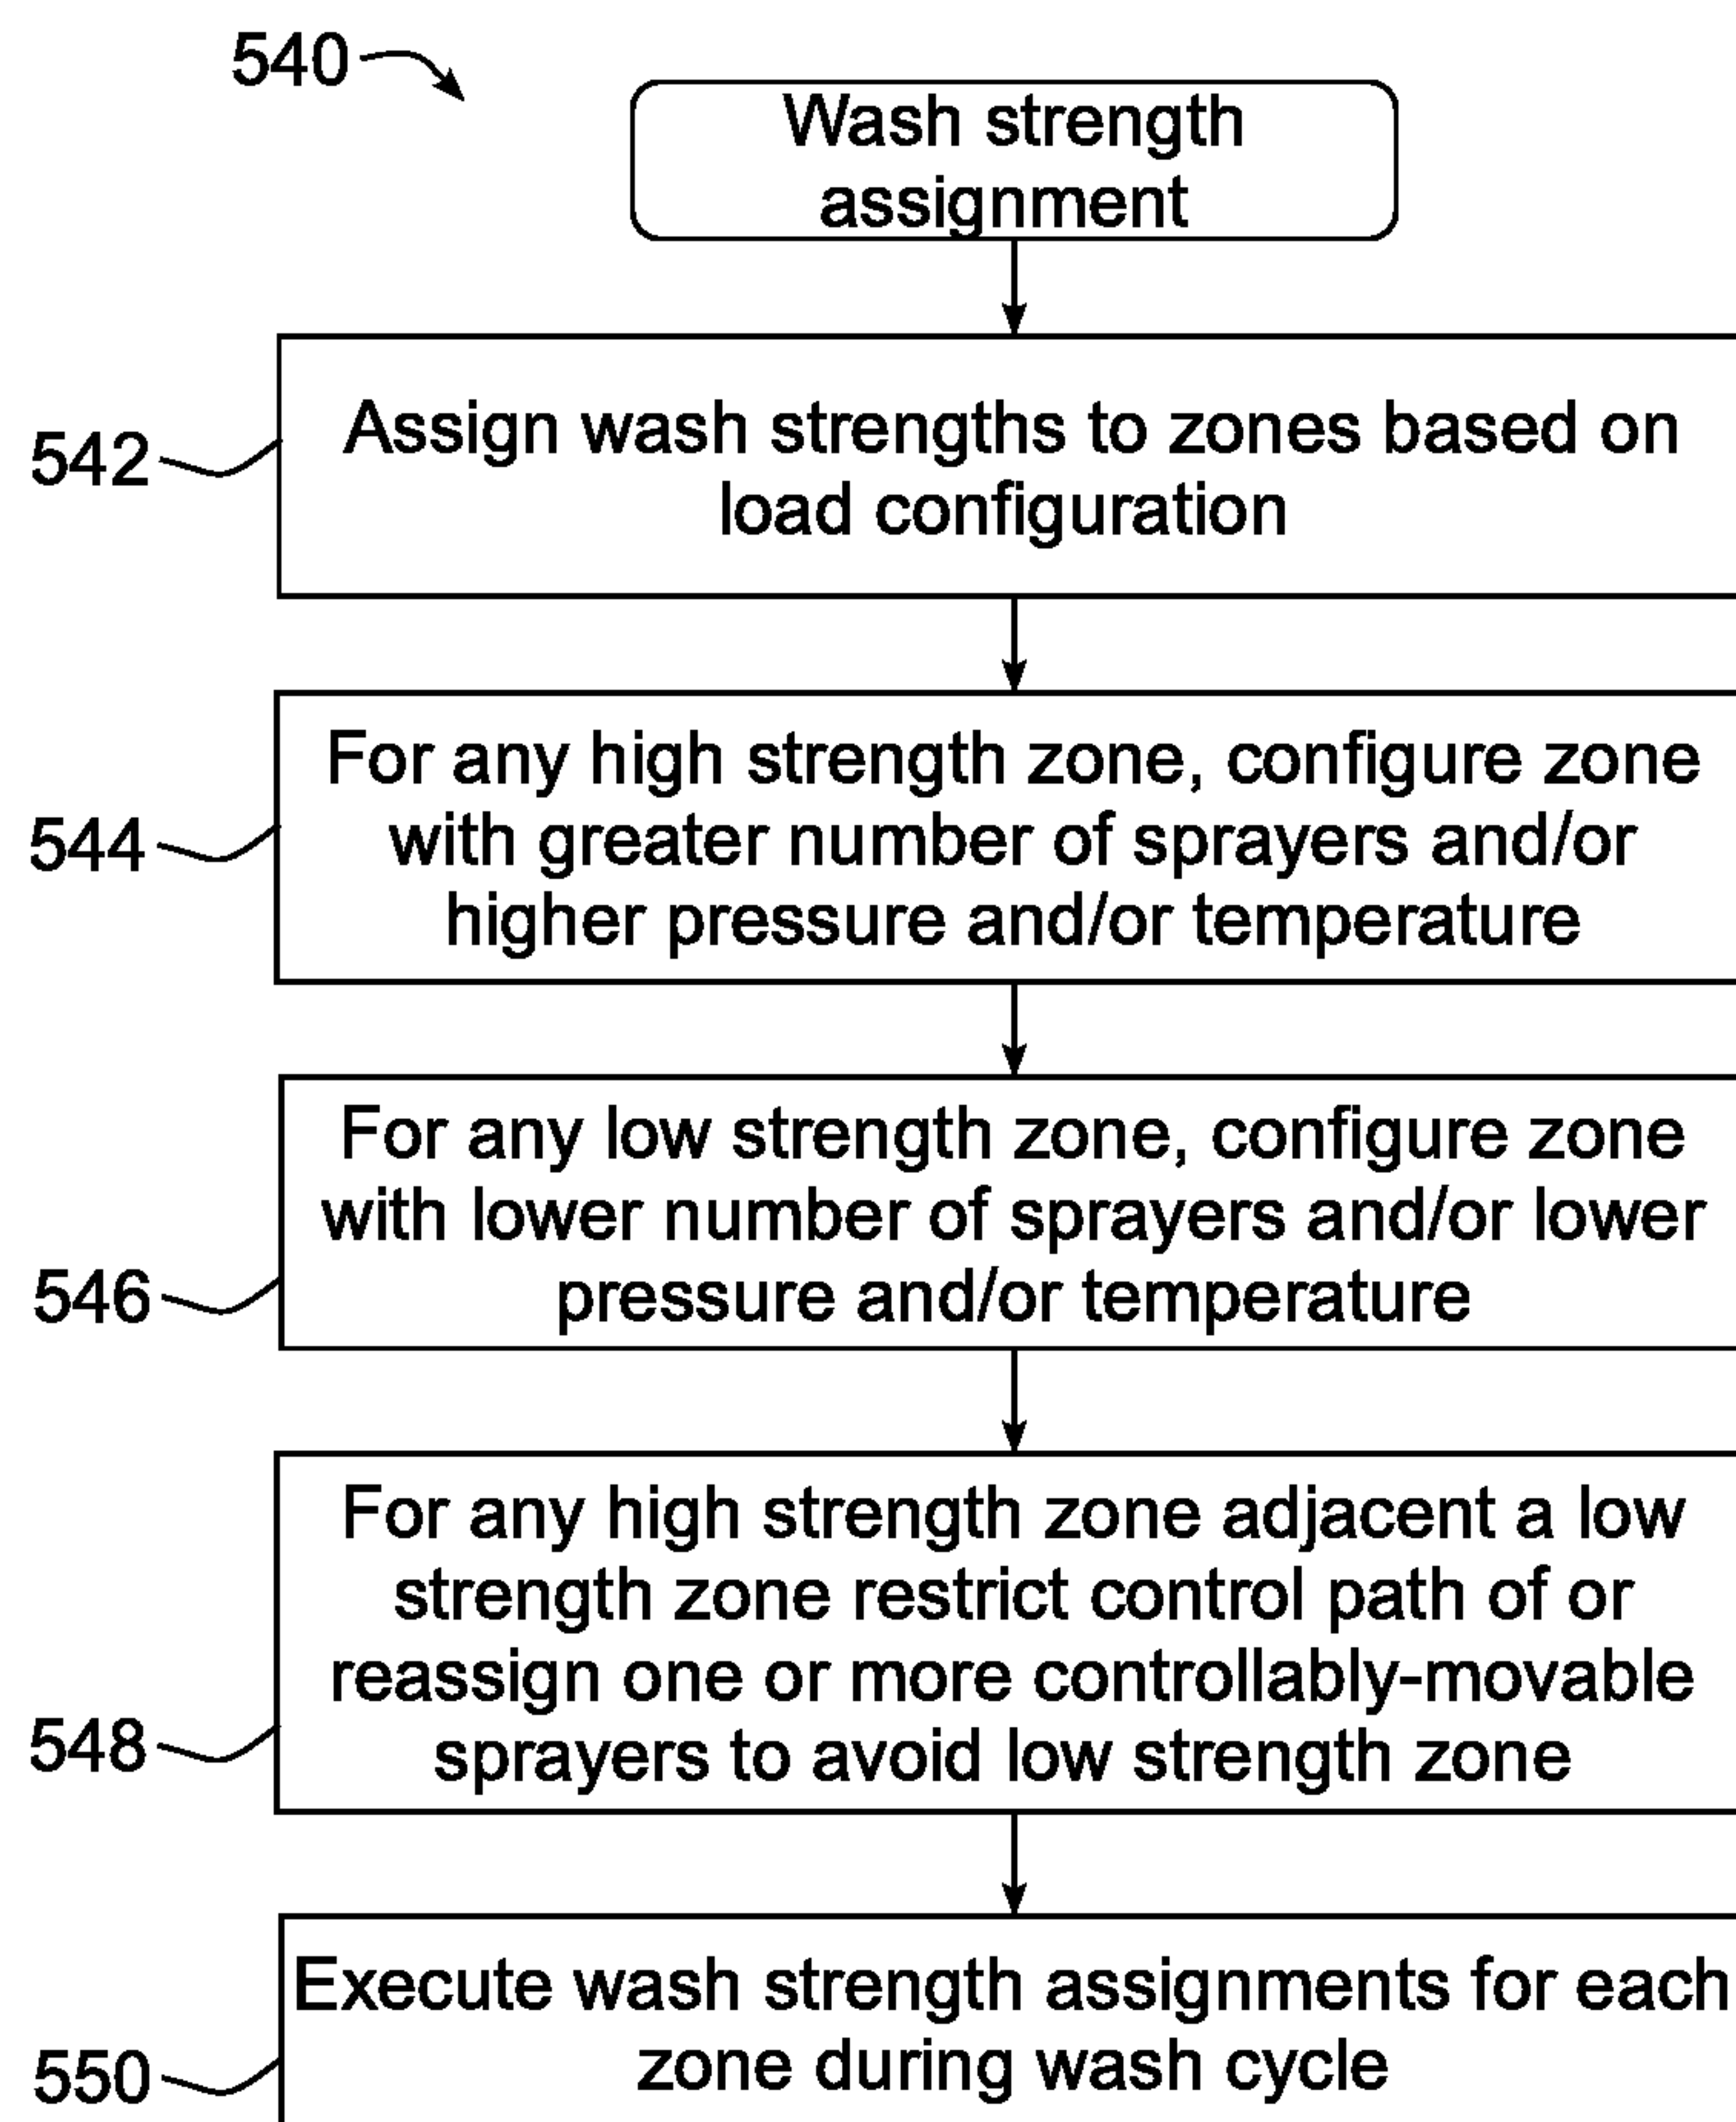 540
Wash strength
assignment
542
Assign wash strengths to zones based on
load configuration
544
For any high strength zone, configure zone
with greater number of sprayers and/or
higher pressure and/or temperature
546
For any low strength zone, configure zone
with lower number of sprayers and/or lower
pressure and/or temperature
548
For any high strength zone adjacent a low
strength zone restrict control path of or
reassign one or more controllably-movable
sprayers to avoid low strength zone
550
Execute wash strength assignments for each
zone during wash cycle